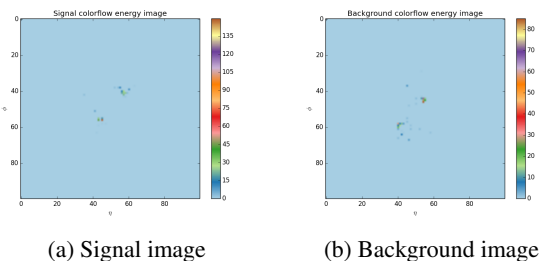 Signal colorflow energy image
0
20
40
60
80
0 20 40 60 80
η
φ
135
120
105
90
75
60
45
30
15
0
Background colorflow energy image
0
20
40
60
80
0 20 40 60 80
η
φ
80
70
60
50
40
30
20
10
0
(a) Signal image
(b) Background image